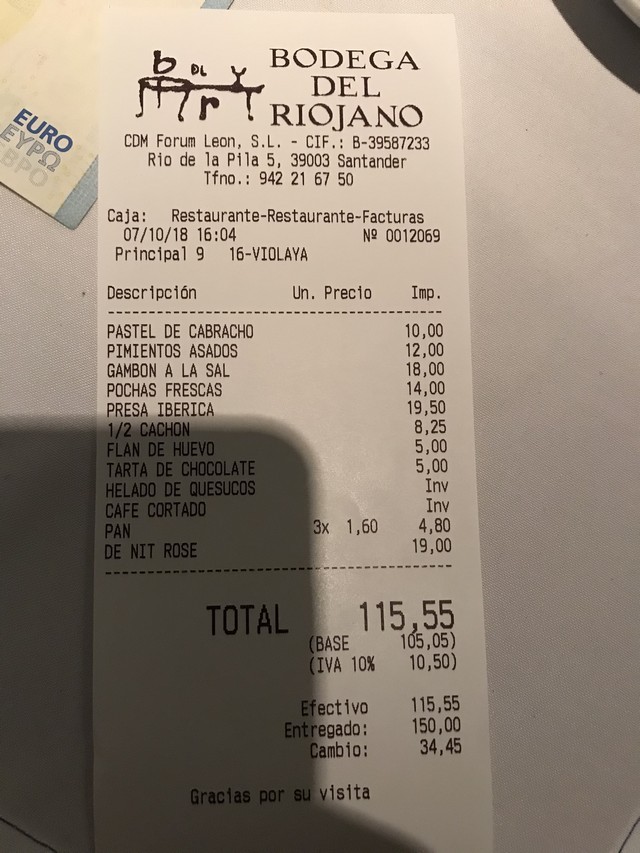 EURO
ΕΥΡΩ
ЕВРО
b DL y r
BODEGA
DEL
RIOJANO
CDM Forum Leon, S.L. - CIF.: B-39587233
Rio de la Pila 5, 39003 Santander
Tfno.: 942 21 67 50
Caja: Restaurante-Restaurante-Facturas
07/10/18 16:04 Nº 0012069
Principal 9 16-VIOLAYA
Descripción Un. Precio Imp.
PASTEL DE CABRACHO 10,00
PIMIENTOS ASADOS 12,00
GAMBON A LA SAL 18,00
POCHAS FRESCAS 14,00
PRESA IBERICA 19,50
1/2 CACHON 8,25
FLAN DE HUEVO 5,00
TARTA DE CHOCOLATE 5,00
HELADO DE QUESUCOS Inv
CAFE CORTADO Inv
PAN 3x 1,60 4,80
DE NIT ROSE 19,00
TOTAL 115,55
(BASE 105,05)
(IVA 10% 10,50)
Efectivo 115,55
Entregado: 150,00
Cambio: 34,45
Gracias por su visita